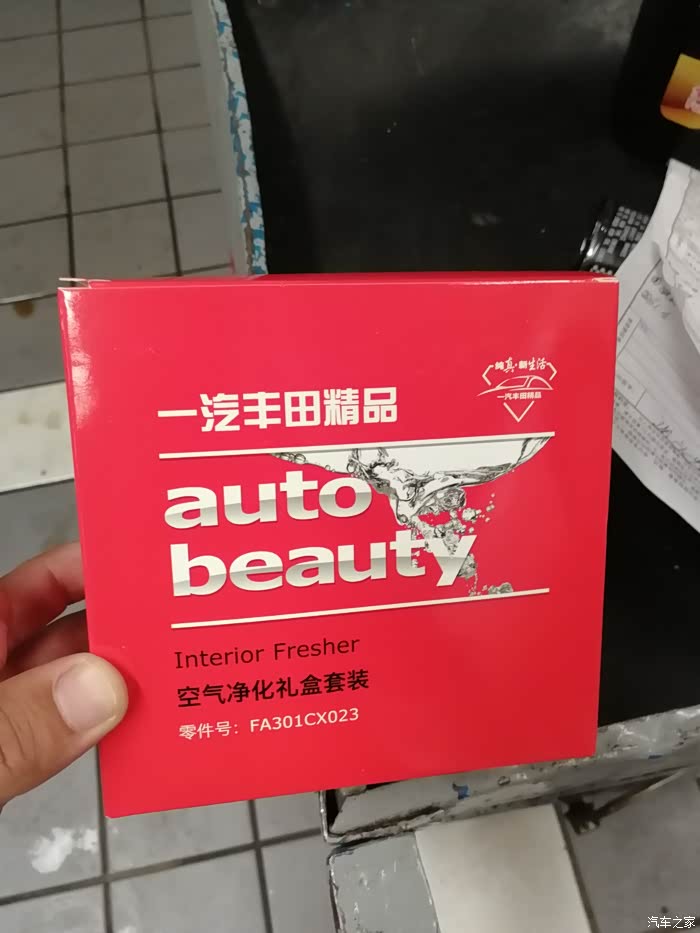 纯真·新生活
一汽丰田精品
一汽丰田精品
auto
beauty
Interior Fresher
空气净化礼盒套装
零件号：FA301CX023
汽车之家